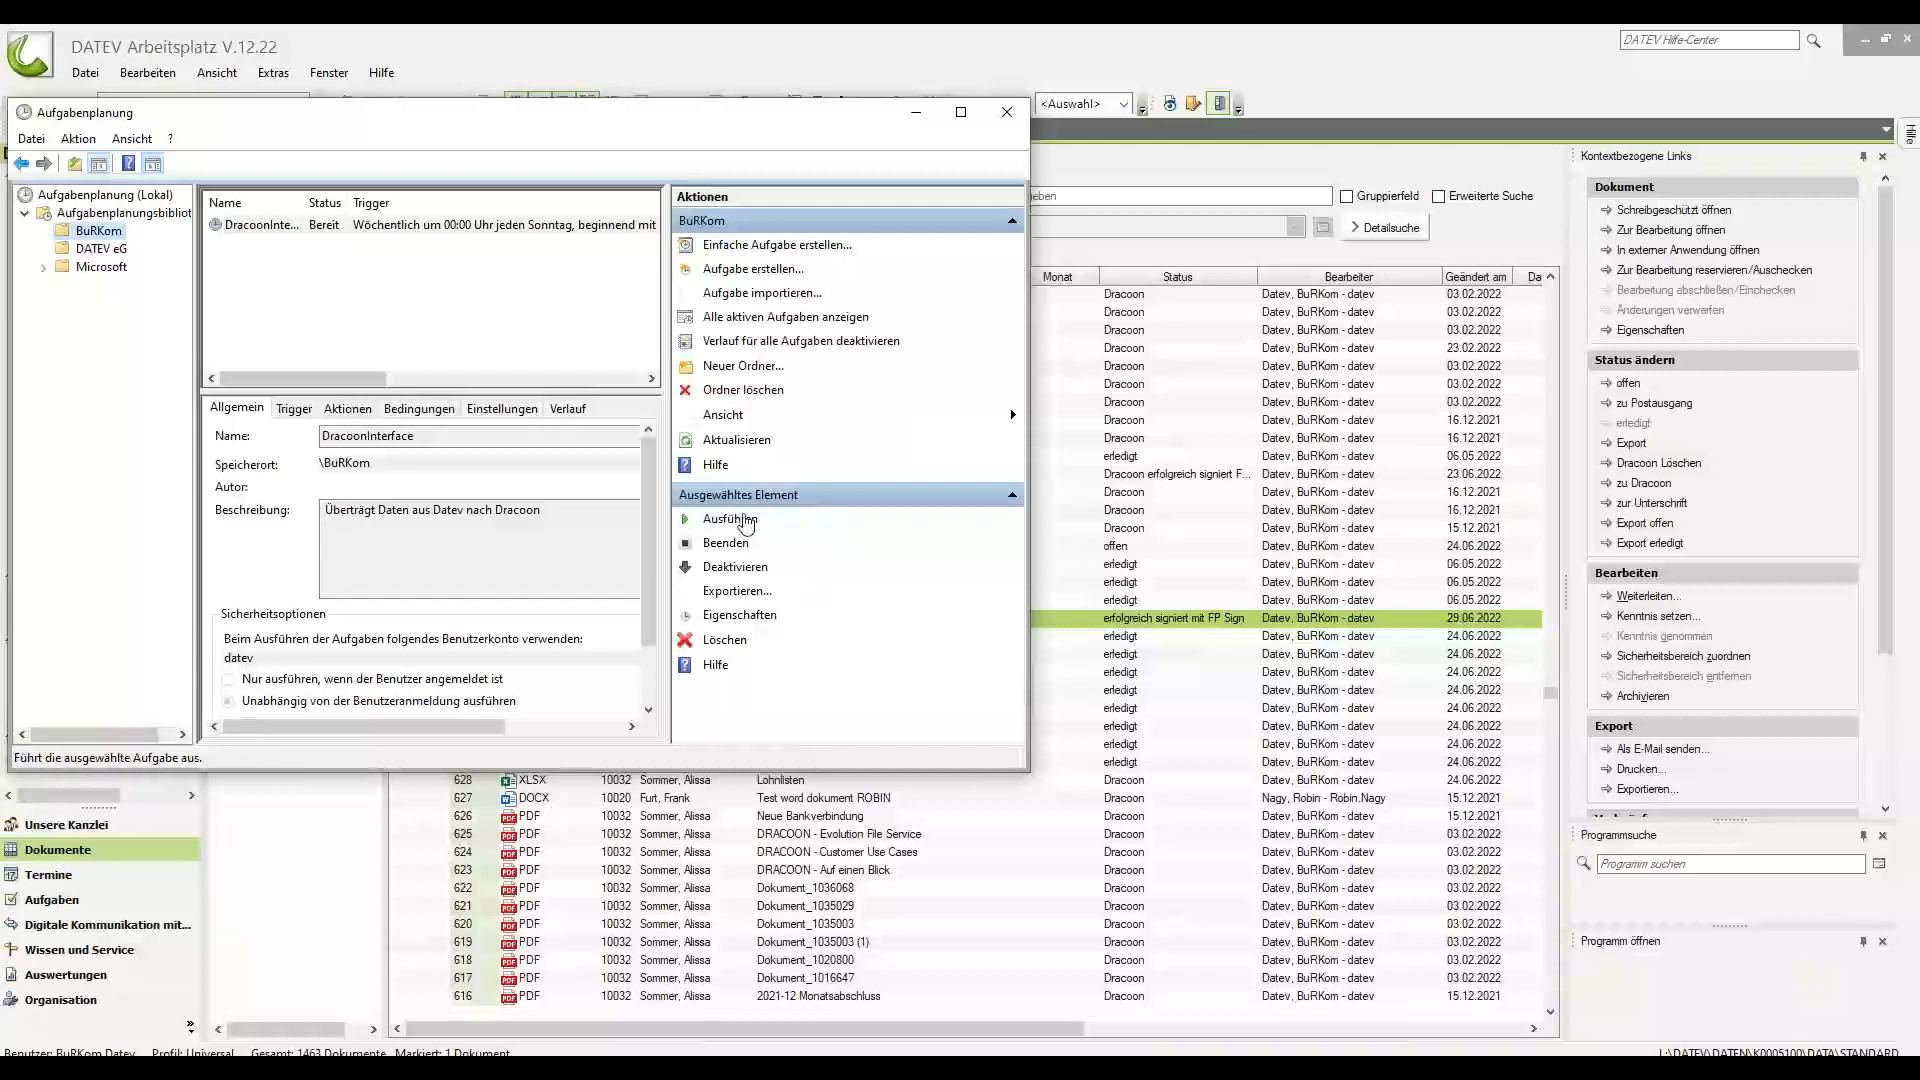 DATEV Arbeitsplatz V.12.22
DATEV Hilfe-Center
Datei Bearbeiten Ansicht Extras Fenster Hilfe
<Auswahl>
Aufgabenplanung
Datei Aktion Ansicht ?
Aufgabenplanung (Lokal)
Aufgabenplanungsbibliot
BuRKom
DATEV eG
Microsoft
Name Status Trigger
DracoonInte... Bereit Wöchentlich um 00:00 Uhr jeden Sonntag, beginnend mit
Allgemein Trigger Aktionen Bedingungen Einstellungen Verlauf
Name: DracoonInterface
Speicherort: \BuRKom
Autor:
Beschreibung: Überträgt Daten aus Datev nach Dracoon
Sicherheitsoptionen
Beim Ausführen der Aufgaben folgendes Benutzerkonto verwenden:
datev
Nur ausführen, wenn der Benutzer angemeldet ist
Unabhängig von der Benutzeranmeldung ausführen
Führt die ausgewählte Aufgabe aus.
Aktionen
BuRKom
Einfache Aufgabe erstellen...
Aufgabe erstellen...
Aufgabe importieren...
Alle aktiven Aufgaben anzeigen
Verlauf für alle Aufgaben deaktivieren
Neuer Ordner...
Ordner löschen
Ansicht
Aktualisieren
Hilfe
Ausgewähltes Element
Ausführen
Beenden
Deaktivieren
Exportieren...
Eigenschaften
Löschen
Hilfe
eben Gruppierfeld Erweiterte Suche
Detailsuche
Monat Status Bearbeiter Geändert am Da
Dracoon Datev, BuRKom - datev 03.02.2022
Dracoon Datev, BuRKom - datev 03.02.2022
Dracoon Datev, BuRKom - datev 03.02.2022
Dracoon Datev, BuRKom - datev 23.02.2022
Dracoon Datev, BuRKom - datev 03.02.2022
Dracoon Datev, BuRKom - datev 03.02.2022
Dracoon Datev, BuRKom - datev 03.02.2022
Dracoon Datev, BuRKom - datev 16.12.2021
Dracoon Datev, BuRKom - datev 16.12.2021
erledigt Datev, BuRKom - datev 06.05.2022
Dracoon erfolgreich signiert F... Datev, BuRKom - datev 23.06.2022
Dracoon Datev, BuRKom - datev 16.12.2021
Dracoon Datev, BuRKom - datev 16.12.2021
Dracoon Datev, BuRKom - datev 15.12.2021
offen Datev, BuRKom - datev 24.06.2022
erledigt Datev, BuRKom - datev 06.05.2022
erledigt Datev, BuRKom - datev 06.05.2022
erledigt Datev, BuRKom - datev 06.05.2022
erfolgreich signiert mit FP Sign Datev, BuRKom - datev 29.06.2022
erledigt Datev, BuRKom - datev 24.06.2022
erledigt Datev, BuRKom - datev 24.06.2022
erledigt Datev, BuRKom - datev 24.06.2022
erledigt Datev, BuRKom - datev 24.06.2022
erledigt Datev, BuRKom - datev 24.06.2022
erledigt Datev, BuRKom - datev 24.06.2022
erledigt Datev, BuRKom - datev 24.06.2022
erledigt Datev, BuRKom - datev 24.06.2022
628 XLSX 10032 Sommer, Alissa Lohnlisten Dracoon Datev, BuRKom - datev 24.06.2022
627 DOCX 10020 Furt, Frank Test word dokument ROBIN Dracoon Nagy, Robin - Robin.Nagy 15.12.2021
626 PDF 10032 Sommer, Alissa Neue Bankverbindung Dracoon Datev, BuRKom - datev 15.12.2021
625 PDF 10032 Sommer, Alissa DRACOON - Evolution File Service Dracoon Datev, BuRKom - datev 03.02.2022
624 PDF 10032 Sommer, Alissa DRACOON - Customer Use Cases Dracoon Datev, BuRKom - datev 03.02.2022
623 PDF 10032 Sommer, Alissa DRACOON - Auf einen Blick Dracoon Datev, BuRKom - datev 03.02.2022
622 PDF 10032 Sommer, Alissa Dokument_1036068 Dracoon Datev, BuRKom - datev 03.02.2022
621 PDF 10032 Sommer, Alissa Dokument_1035029 Dracoon Datev, BuRKom - datev 03.02.2022
620 PDF 10032 Sommer, Alissa Dokument_1035003 Dracoon Datev, BuRKom - datev 03.02.2022
619 PDF 10032 Sommer, Alissa Dokument_1035003 (1) Dracoon Datev, BuRKom - datev 03.02.2022
618 PDF 10032 Sommer, Alissa Dokument_1020800 Dracoon Datev, BuRKom - datev 03.02.2022
617 PDF 10032 Sommer, Alissa Dokument_1016647 Dracoon Datev, BuRKom - datev 03.02.2022
616 PDF 10032 Sommer, Alissa 2021-12 Monatsabschluss Dracoon Datev, BuRKom - datev 15.12.2021
Unsere Kanzlei
Dokumente
Termine
Aufgaben
Digitale Kommunikation mit...
Wissen und Service
Auswertungen
Organisation
Hilfe
Kontextbezogene Links
Dokument
Schreibgeschützt öffnen
Zur Bearbeitung öffnen
In externer Anwendung öffnen
Zur Bearbeitung reservieren/Auschecken
Bearbeitung abschließen/Einchecken
Änderungen verwerfen
Eigenschaften
Status ändern
offen
zu Postausgang
erledigt
Export
Dracoon Löschen
zu Dracoon
zur Unterschrift
Export offen
Export erledigt
Bearbeiten
Weiterleiten...
Kenntnis setzen...
Kenntnis genommen
Sicherheitsbereich zuordnen
Sicherheitsbereich entfernen
Archivieren
Export
Als E-Mail senden...
Drucken...
Exportieren...
Programmsuche
Programm suchen
Programm öffnen
Benutzer: BuRKom Datev Profil: Universal Gesamt: 1463 Dokumente Markiert: 1 Dokument L:\DATEV\DATEN\K0005100\DATA\STANDARD